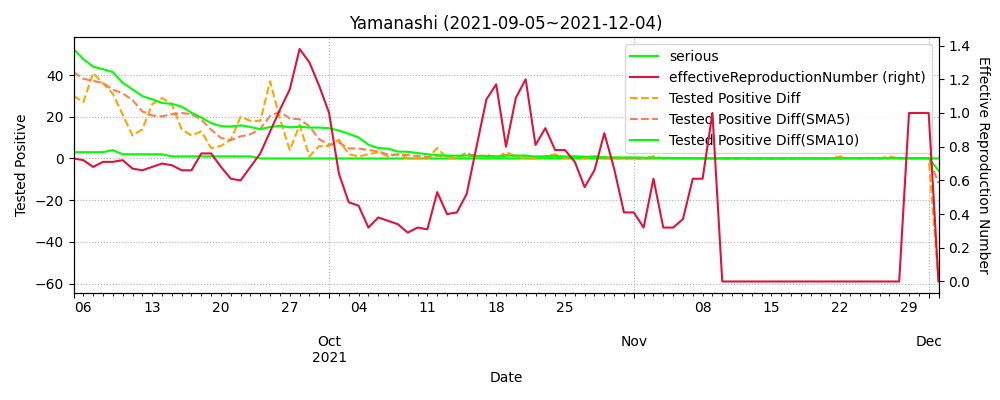 Yamanashi (2021-09-05~2021-12-04)
serious
effectiveReproductionNumber (right)
Tested Positive Diff
Tested Positive Diff(SMA5)
Tested Positive Diff(SMA10)
Tested Positive
40
20
0
−20
−40
−60
1.4
1.2
1.0
0.8
0.6
0.4
0.2
0.0
Effective Reproduction Number
06 13 20 27 04 11 18 25 08 15 22 29
Oct Nov Dec
2021
Date